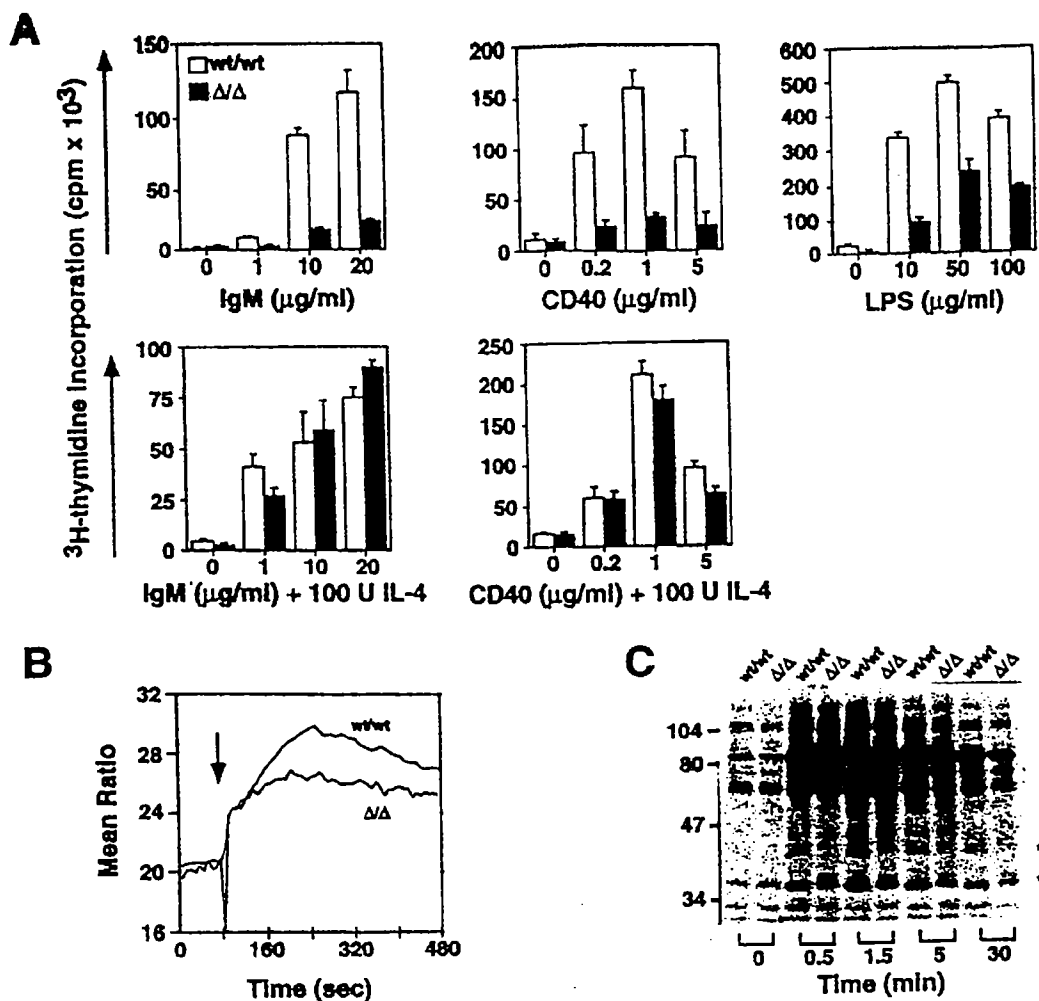 A
³H-thymidine Incorporation (cpm x 10³)
150
100
50
0
wt/wt
Δ/Δ
0 1 10 20
IgM (μg/ml)
200
150
100
50
0
0 0.2 1 5
CD40 (μg/ml)
600
500
400
300
200
100
0
0 10 50 100
LPS (μg/ml)
100
75
50
25
0
0 1 10 20
IgM (μg/ml) + 100 U IL-4
250
200
150
100
50
0
0 0.2 1 5
CD40 (μg/ml) + 100 U IL-4
B
Mean Ratio
32
28
24
20
16
wt/wt
Δ/Δ
0 160 320 480
Time (sec)
C
wt/wt Δ/Δ wt/wt Δ/Δ wt/wt Δ/Δ wt/wt Δ/Δ wt/wt Δ/Δ
104
80
47
34
0 0.5 1.5 5 30
Time (min)